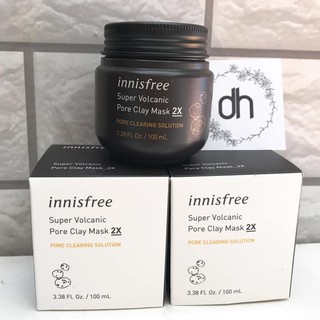 innisfree
Super Volcanic
Pore Clay Mask 2X
PORE CLEARING SOLUTION
3.38 Fl. oz / 100 mL
dh
innisfree
Super Volcanic
Pore Clay Mask 2X
PORE CLEARING SOLUTION
3.38 Fl. oz / 100 mL
innisfree
Super Volcanic
Pore Clay Mask 2X
PORE CLEARING SOLUTION
3.38 Fl. oz / 100 mL